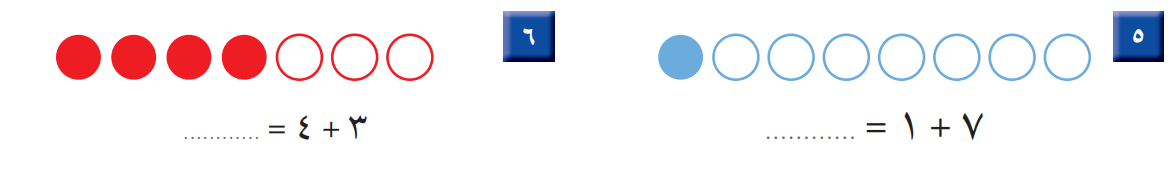 ٥
٧ + ١ = ............
٦
٣ + ٤ = ............